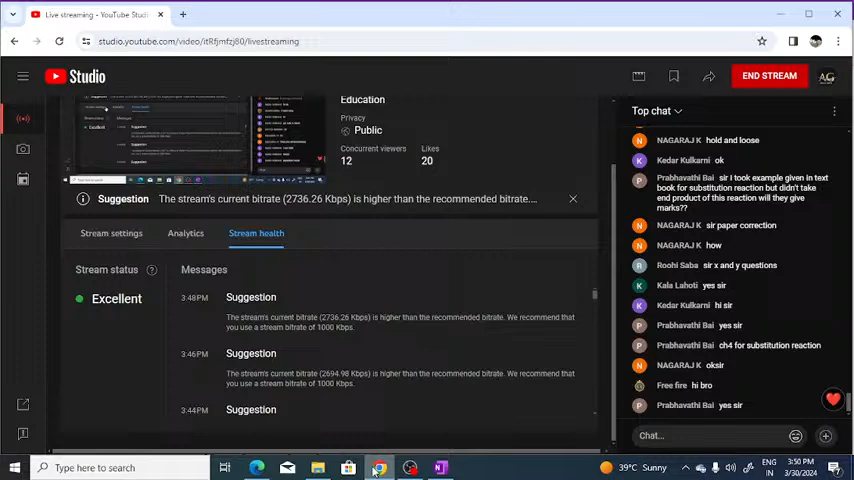 Live streaming - YouTube Studi
studio.youtube.com/video/itRfjmfzj80/livestreaming
Studio
END STREAM
Education
Privacy
Public
Concurrent viewers
Likes
12
20
Suggestion The stream's current bitrate (2736.26 Kbps) is higher than the recommended bitrate....
Stream settings
Analytics
Stream health
Stream status
Excellent
Messages
3:48PM
Suggestion
The stream's current bitrate (2736.26 Kbps) is higher than the recommended bitrate. We recommend that
you use a stream bitrate of 1000 Kbps.
3:46PM
Suggestion
The stream's current bitrate (2694.98 Kbps) is higher than the recommended bitrate. We recommend that
you use a stream bitrate of 1000 Kbps.
3:44PM
Suggestion
Top chat
NAGARAJ K hold and loose
Kedar Kulkarni ok
Prabhavathi Bai sir I took example given in text
book for substitution reaction but didn't take
end product of this reaction will they give
marks??
NAGARAJ K sir paper correction
NAGARAJ K how
Roohi Saba sir x and y questions
Kala Lahoti yes sir
Kedar Kulkarni hi sir
Prabhavathi Bai yes sir
Prabhavathi Bai ch4 for substitution reaction
NAGARAJ K oksir
Free fire hi bro
Prabhavathi Bai yes sir
Chat...
Type here to search
39°C Sunny
ENG
IN
3:50 PM
3/30/2024